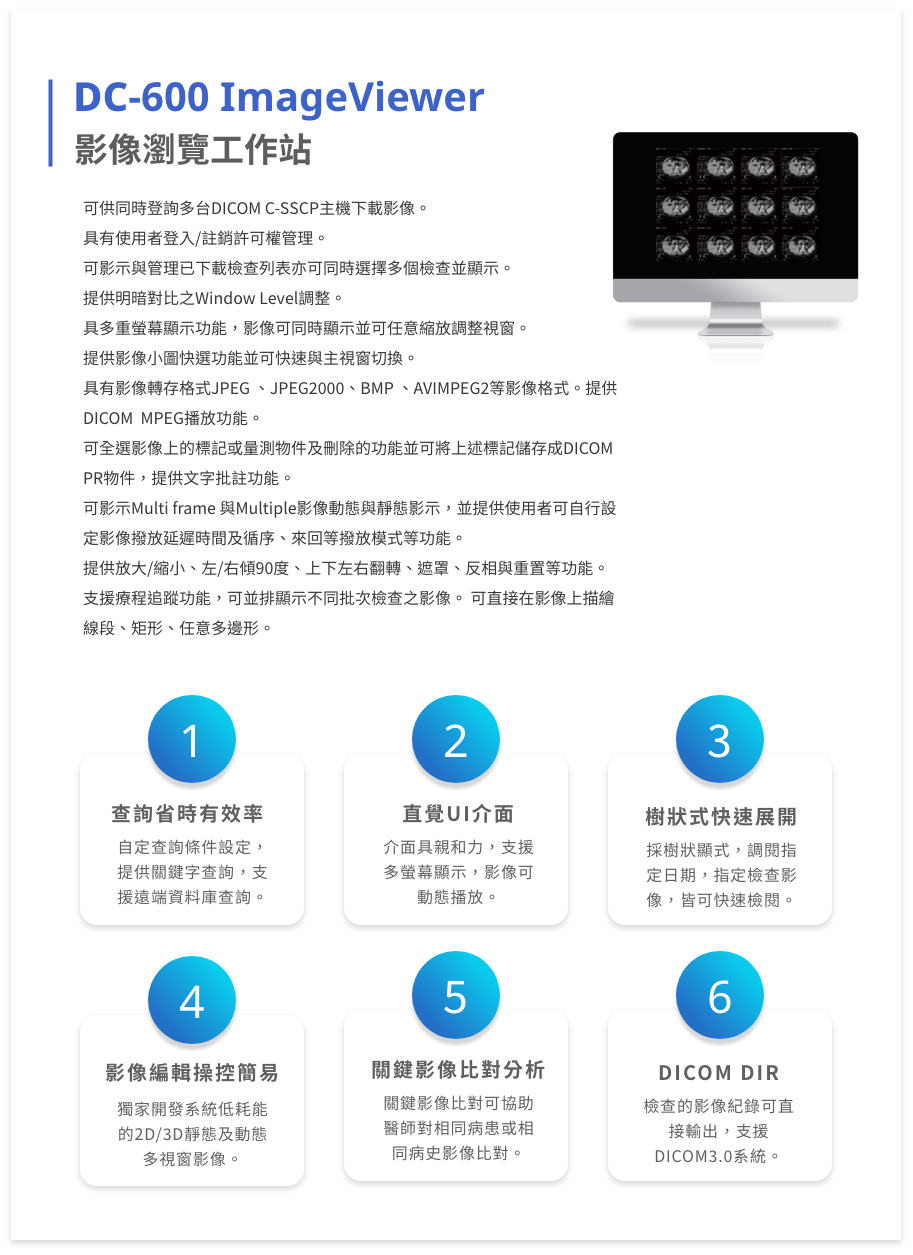 DC-600 ImageViewer
影像瀏覽工作站
可供同時登詢多台DICOM C-SSCP主機下載影像。
具有使用者登入/註銷許可權管理。
可影示與管理已下載檢查列表亦可同時選擇多個檢查並顯示。
提供明暗對比之Window Level調整。
具多重螢幕顯示功能，影像可同時顯示並可任意縮放調整視窗。
提供影像小圖快選功能並可快速與主視窗切換。
具有影像轉存格式JPEG 、JPEG2000、BMP 、AVIMPEG2等影像格式。提供
DICOM  MPEG播放功能。
可全選影像上的標記或量測物件及刪除的功能並可將上述標記儲存成DICOM
PR物件，提供文字批註功能。
可影示Multi frame 與Multiple影像動態與靜態影示，並提供使用者可自行設
定影像撥放延遲時間及循序、來回等撥放模式等功能。
提供放大/縮小、左/右傾90度、上下左右翻轉、遮罩、反相與重置等功能。
支援療程追蹤功能，可並排顯示不同批次檢查之影像。 可直接在影像上描繪
線段、矩形、任意多邊形。
1
查詢省時有效率
自定查詢條件設定，
提供關鍵字查詢，支
援遠端資料庫查詢。
2
直覺UI介面
介面具親和力，支援
多螢幕顯示，影像可
動態播放。
3
樹狀式快速展開
採樹狀顯式，調閱指
定日期，指定檢查影
像，皆可快速檢閱。
4
影像編輯操控簡易
獨家開發系統低耗能
的2D/3D靜態及動態
多視窗影像。
5
關鍵影像比對分析
關鍵影像比對可協助
醫師對相同病患或相
同病史影像比對。
6
DICOM DIR
檢查的影像紀錄可直
接輸出，支援
DICOM3.0系統。